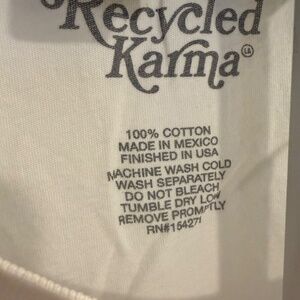 Recycled
Karma®
LA
100% COTTON
MADE IN MEXICO
FINISHED IN USA
MACHINE WASH COLD
WASH SEPARATELY
DO NOT BLEACH
TUMBLE DRY LOW
REMOVE PROMPTLY
RN#154271